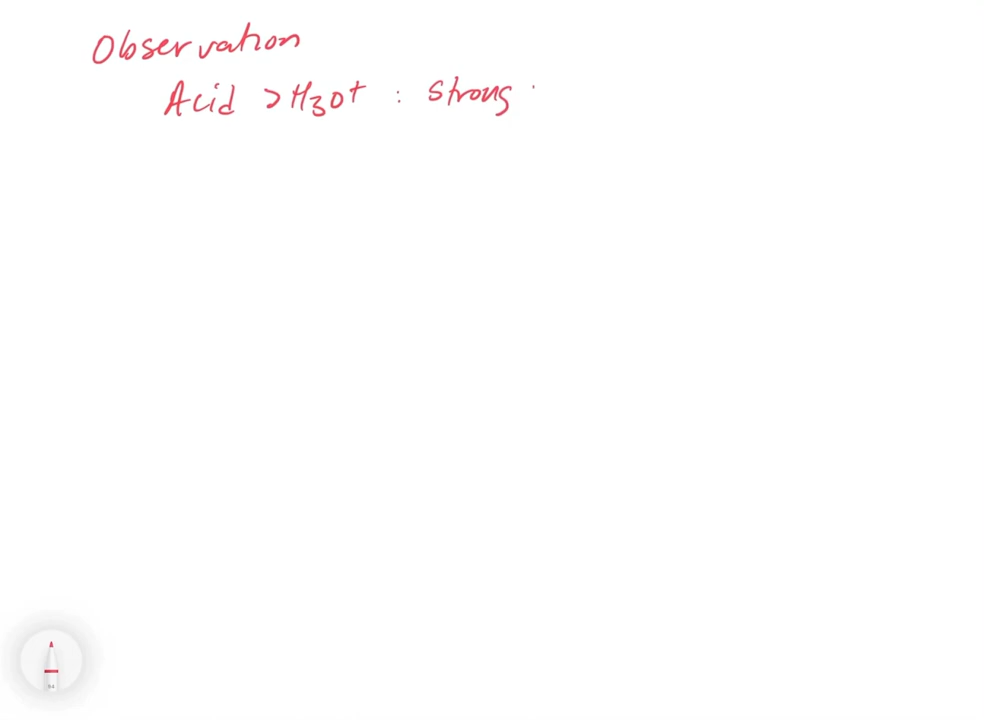 Observation
Acid > H3O+ : strong